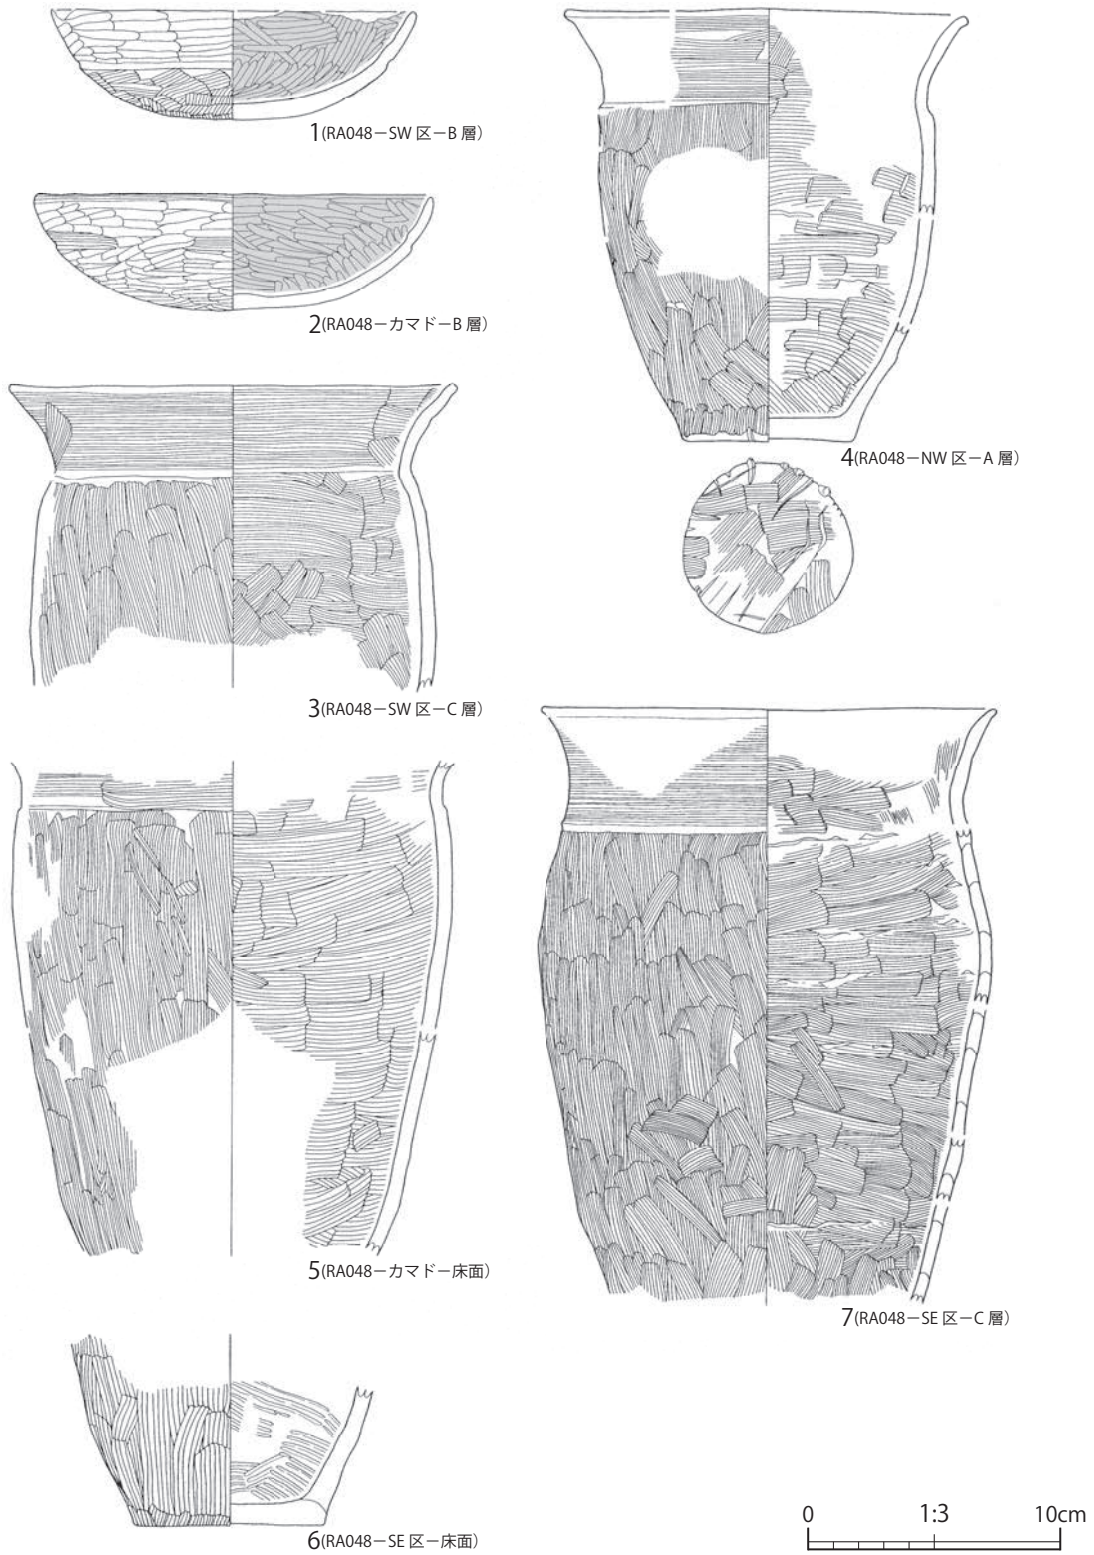 1(RA048－SW 区－B 層)
2(RA048－カマド－B 層)
3(RA048－SW 区－C 層)
4(RA048－NW 区－A 層)
5(RA048－カマド－床面)
6(RA048－SE 区－床面)
7(RA048－SE 区－C 層)
0 1:3 10cm